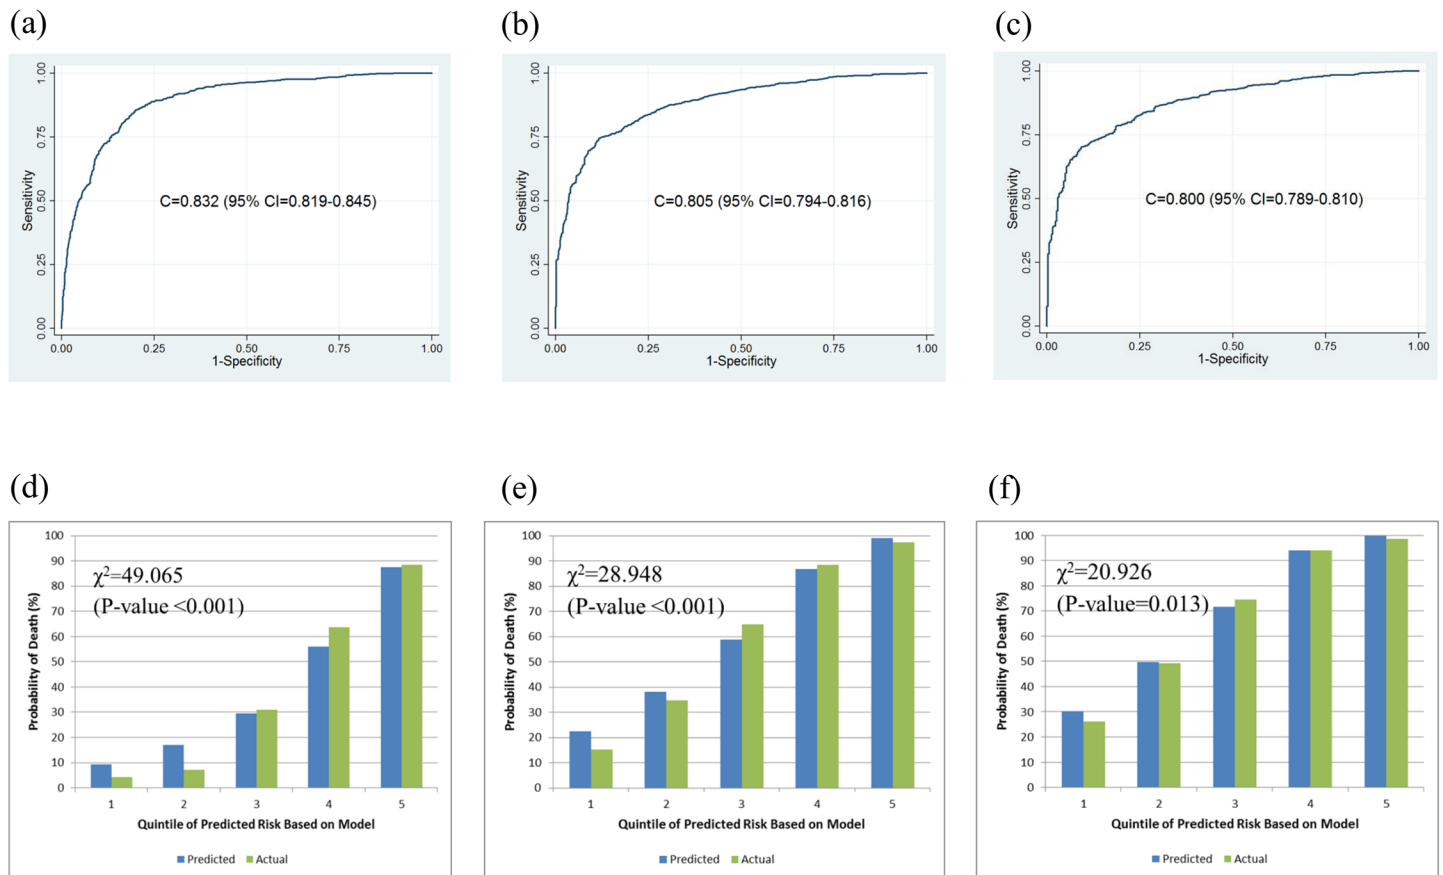 (a)
(b)
(c)
Sensitivity
1.00
0.75
0.50
0.25
0.00
C=0.832 (95% CI=0.819-0.845)
0.00 0.25 0.50 0.75 1.00
1-Specificity
Sensitivity
1.00
0.75
0.50
0.25
0.00
C=0.805 (95% CI=0.794-0.816)
0.00 0.25 0.50 0.75 1.00
1-Specificity
Sensitivity
1.00
0.75
0.50
0.25
0.00
C=0.800 (95% CI=0.789-0.810)
0.00 0.25 0.50 0.75 1.00
1-Specificity
(d)
(e)
(f)
Probability of Death (%)
100
90
80
70
60
50
40
30
20
10
0
χ²=49.065
(P-value <0.001)
1 2 3 4 5
Quintile of Predicted Risk Based on Model
Predicted Actual
Probability of Death (%)
100
90
80
70
60
50
40
30
20
10
0
χ²=28.948
(P-value <0.001)
1 2 3 4 5
Quintile of Predicted Risk Based on Model
Predicted Actual
Probability of Death (%)
100
90
80
70
60
50
40
30
20
10
0
χ²=20.926
(P-value=0.013)
1 2 3 4 5
Quintile of Predicted Risk Based on Model
Predicted Actual